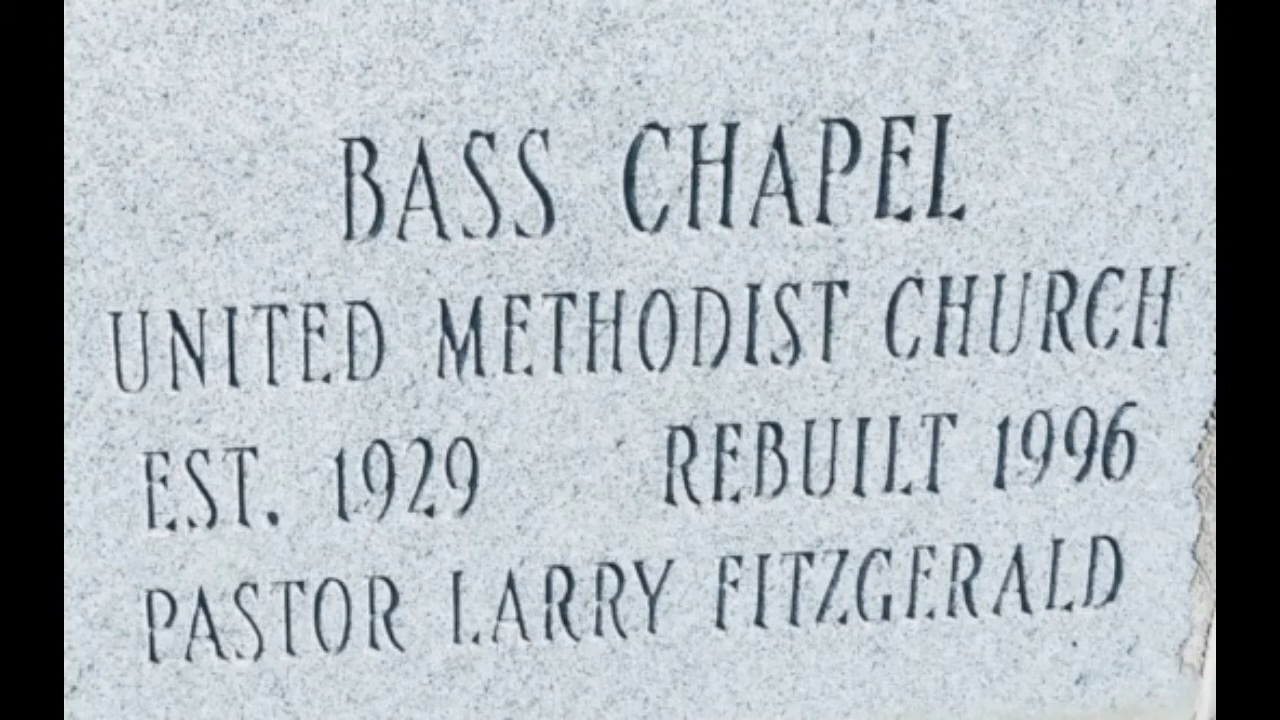 BASS CHAPEL
UNITED METHODIST CHURCH
EST. 1929 REBUILT 1996
PASTOR LARRY FITZGERALD